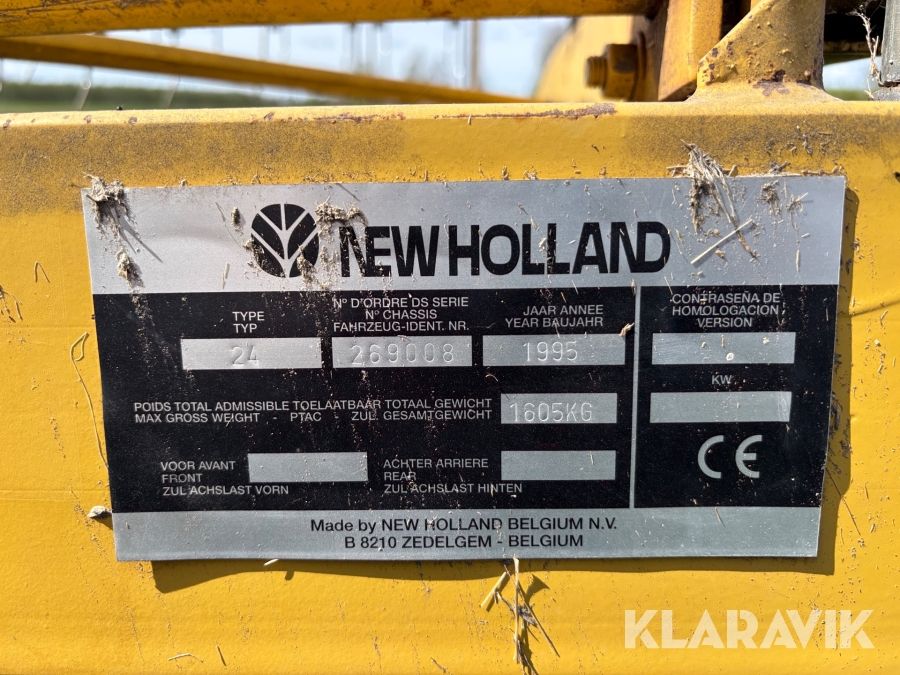 NEW HOLLAND
TYPE
TYP
24
Nº D'ORDRE DS SERIE
Nº CHASSIS
FAHRZEUG-IDENT. NR.
269008
JAAR ANNEE
YEAR BAUJAHR
1995
CONTRASEÑA DE
HOMOLOGACION
VERSION
KW
POIDS TOTAL ADMISSIBLE TOELAATBAAR TOTAAL GEWICHT
MAX GROSS WEIGHT - PTAC - ZUL. GESAMTGEWICHT
1605KG
VOOR AVANT
FRONT
ZUL ACHSLAST VORN
ACHTER ARRIERE
REAR
ZUL ACHSLAST HINTEN
CE
Made by NEW HOLLAND BELGIUM N.V.
B 8210 ZEDELGEM - BELGIUM
KLARAVIK